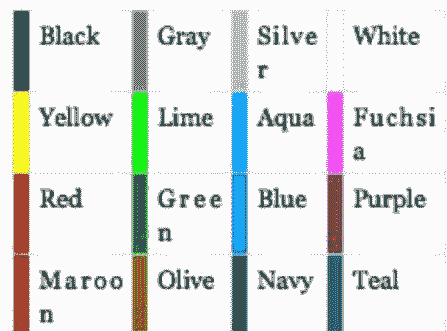 Black Gray Silve White
r
Yellow Lime Aqua Fuchsi
a
Red Gree Blue Purple
n
Maroo Olive Navy Teal
n